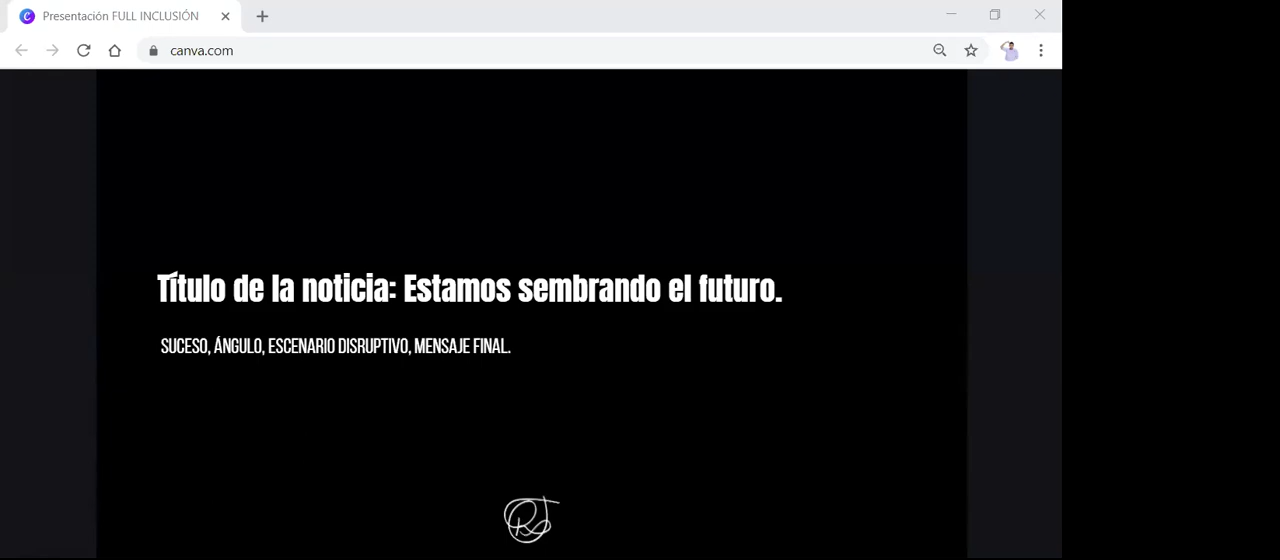 Presentación FULL INCLUSIÓN
canva.com
Título de la noticia: Estamos sembrando el futuro.
SUCESO, ÁNGULO, ESCENARIO DISRUPTIVO, MENSAJE FINAL.